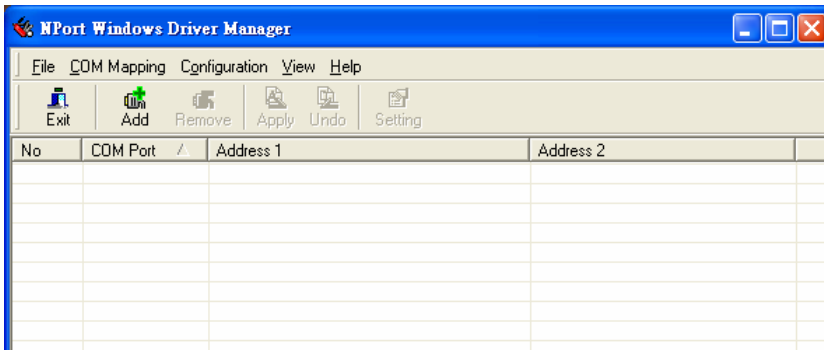 NPort Windows Driver Manager
File COM Mapping Configuration View Help
Exit Add Remove Apply Undo Setting
No COM Port Address 1 Address 2